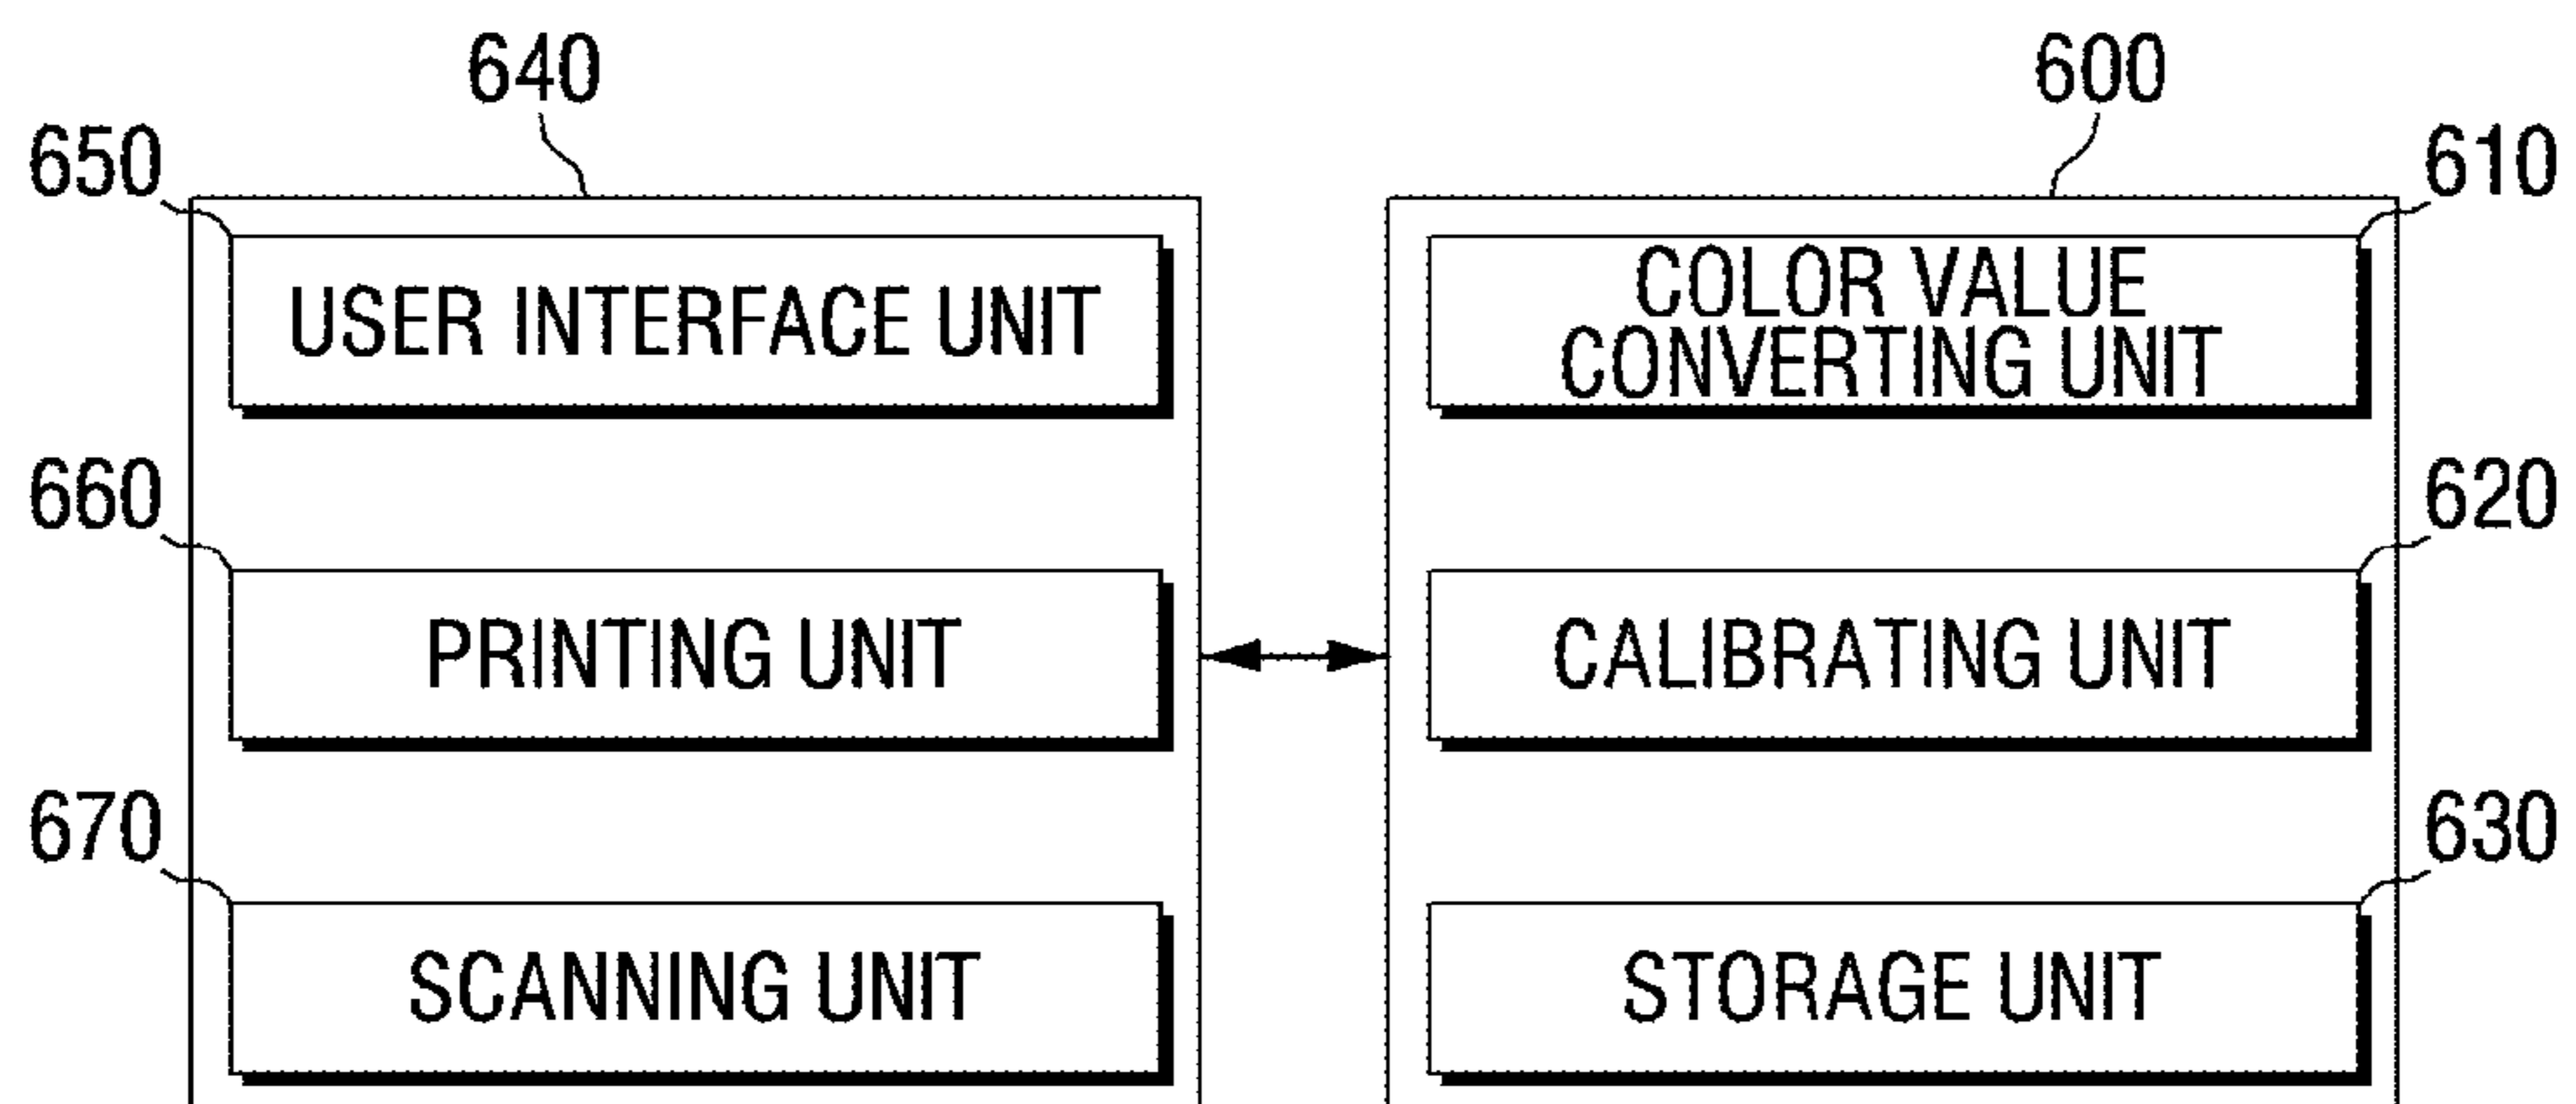 640
600
650
610
USER INTERFACE UNIT
COLOR VALUE
CONVERTING UNIT
660
620
PRINTING UNIT
CALIBRATING UNIT
670
630
SCANNING UNIT
STORAGE UNIT